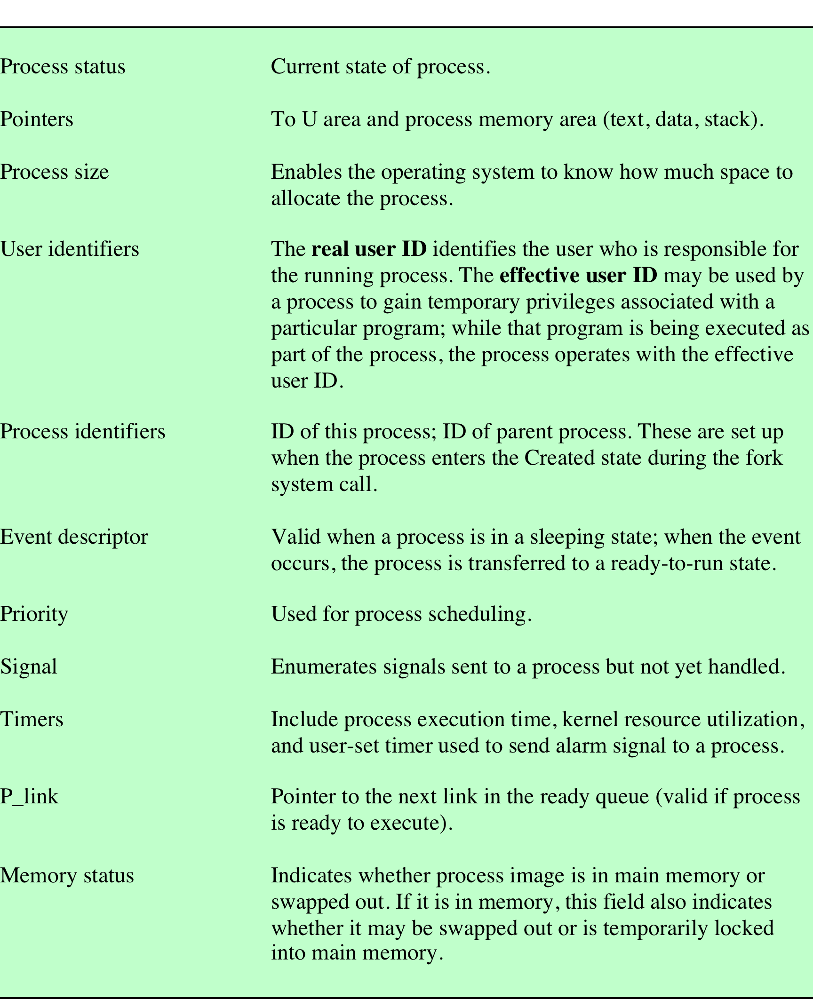 Process status Current state of process.
Pointers To U area and process memory area (text, data, stack).
Process size Enables the operating system to know how much space to
allocate the process.
User identifiers The real user ID identifies the user who is responsible for
the running process. The effective user ID may be used by
a process to gain temporary privileges associated with a
particular program; while that program is being executed as
part of the process, the process operates with the effective
user ID.
Process identifiers ID of this process; ID of parent process. These are set up
when the process enters the Created state during the fork
system call.
Event descriptor Valid when a process is in a sleeping state; when the event
occurs, the process is transferred to a ready-to-run state.
Priority Used for process scheduling.
Signal Enumerates signals sent to a process but not yet handled.
Timers Include process execution time, kernel resource utilization,
and user-set timer used to send alarm signal to a process.
P_link Pointer to the next link in the ready queue (valid if process
is ready to execute).
Memory status Indicates whether process image is in main memory or
swapped out. If it is in memory, this field also indicates
whether it may be swapped out or is temporarily locked
into main memory.